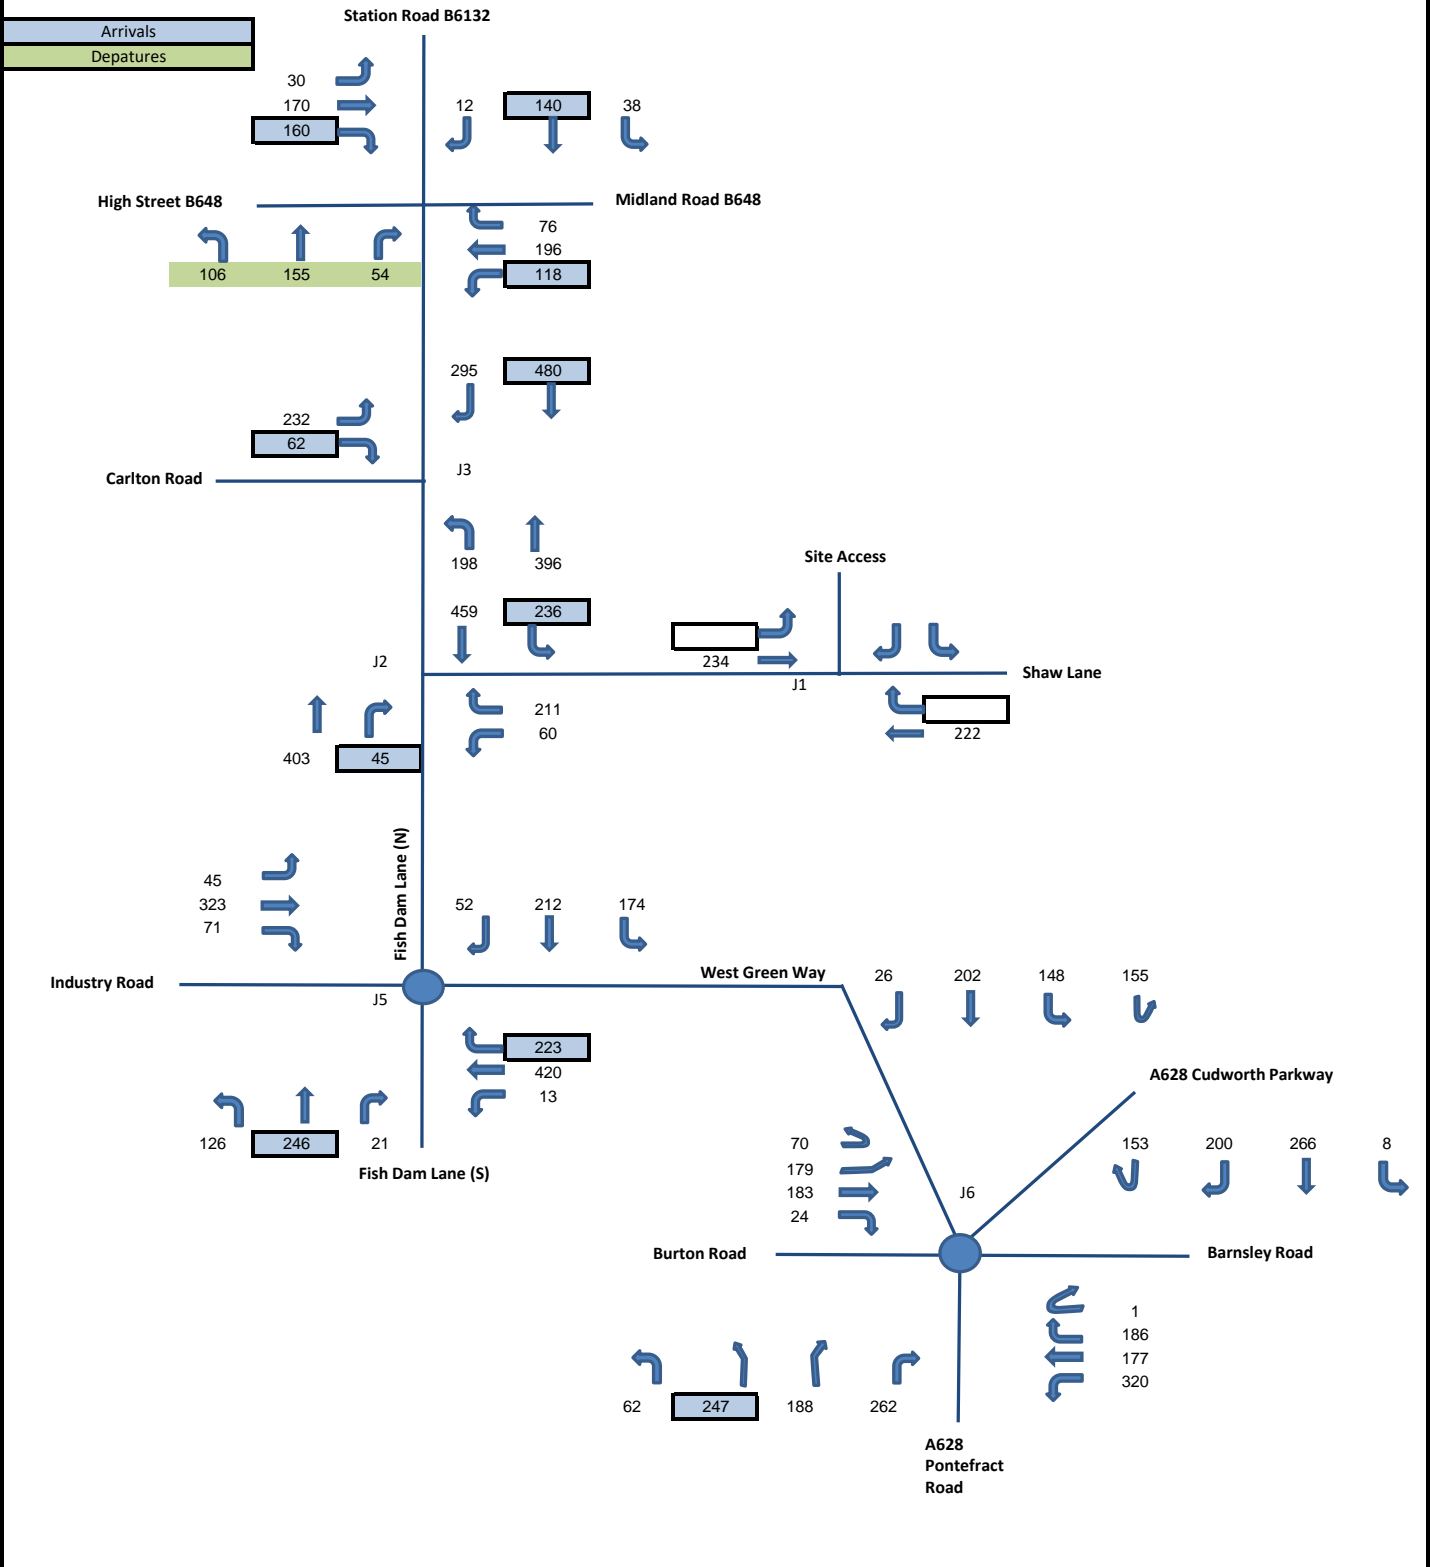 Station Road B6132
Arrivals
Depatures
30
170
160
12 140 38
High Street B648
Midland Road B648
76
196
118
106 155 54
295 480
232
62
J3
Carlton Road
198 396
Site Access
459 236
234
J2
J1
Shaw Lane
211
60
222
403 45
Fish Dam Lane (N)
45
323
71
52 212 174
Industry Road
J5
West Green Way
26 202 148 155
223
420
13
A628 Cudworth Parkway
126 246 21
Fish Dam Lane (S)
70
179
183
24
153 200 266 8
J6
Burton Road
Barnsley Road
1
186
177
320
62 247 188 262
A628
Pontefract
Road